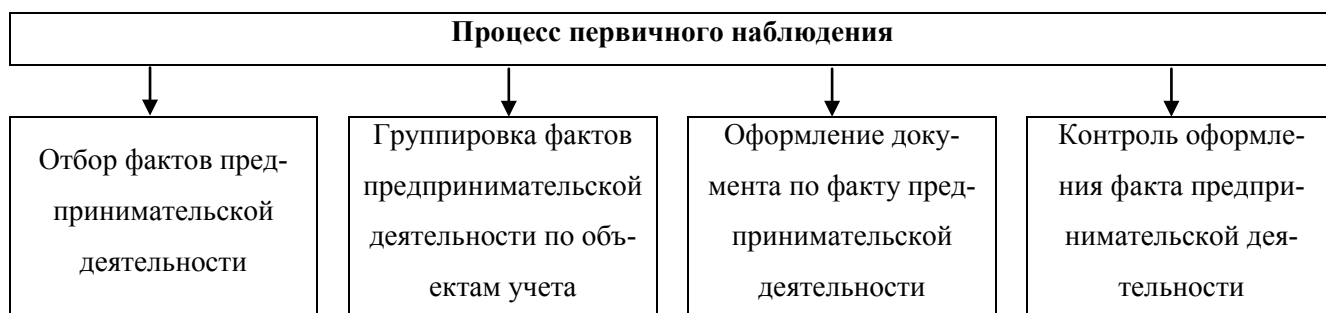 Процесс первичного наблюдения
Отбор фактов пред-
принимательской
деятельности
Группировка фактов
предпринимательской
деятельности по объ-
ектам учета
Оформление доку-
мента по факту пред-
принимательской
деятельности
Контроль оформле-
ния факта предпри-
нимательской дея-
тельности